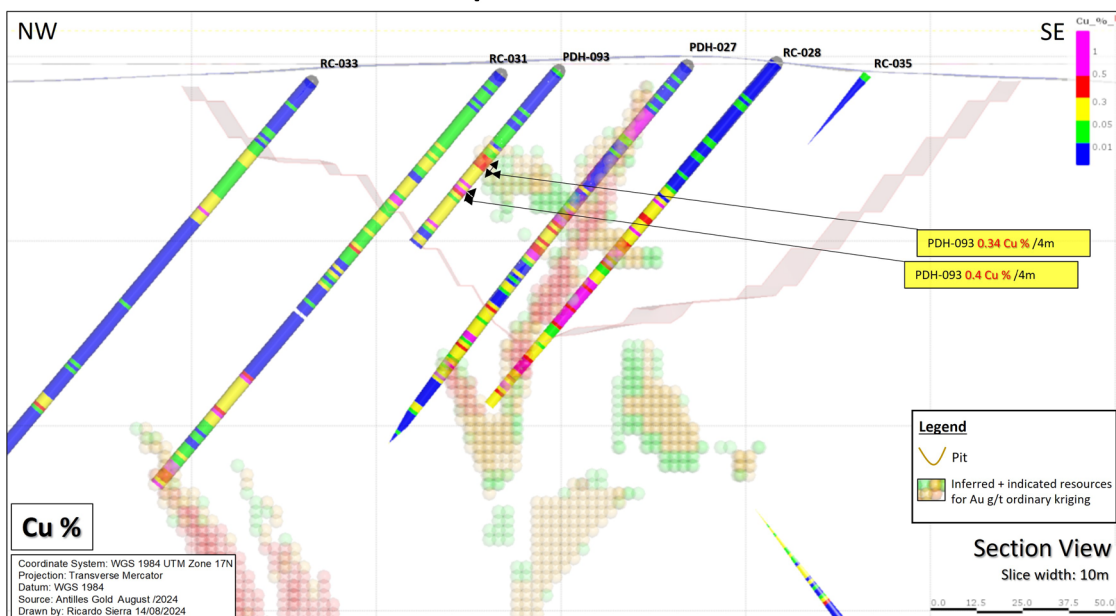 NW
SE
Cu_%_
RC-033
RC-031
PDH-093
PDH-027
RC-028
RC-035
1
0.5
0.3
0.05
0.01
PDH-093 0.34 Cu % /4m
PDH-093 0.4 Cu % /4m
Legend
Pit
Inferred + indicated resources
for Au g/t ordinary kriging
Cu %
Coordinate System: WGS 1984 UTM Zone 17N
Projection: Transverse Mercator
Datum: WGS 1984
Source: Antilles Gold August /2024
Drawn by: Ricardo Sierra 14/08/2024
Section View
Slice width: 10m
0.0 12.5 25.0 37.5 50.0